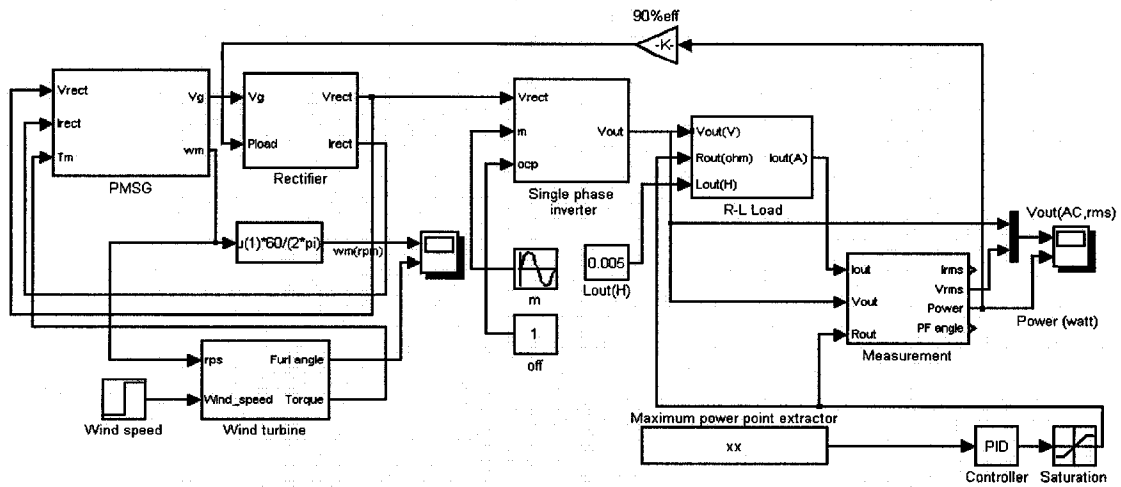 90%eff
-K-
Vrect
Irect
Tm
Vg
wm
PMSG
Vg
Pload
Vrect
Irect
Rectifier
Vrect
m
ocp
Vout
Single phase
inverter
Vout(V)
Rout(ohm)
Lout(H)
Iout(A)
R-L Load
u(1)*60/(2*pi)
wm(rpm)
0.005
Lout(H)
m
1
off
Vout(AC,rms)
Iout
Vout
Rout
Irms
Vrms
Power
PF angle
Measurement
Power (watt)
rps
Wind_speed
Furl angle
Torque
Wind speed
Wind turbine
Maximum power point extractor
xx
PID
Controller
Saturation